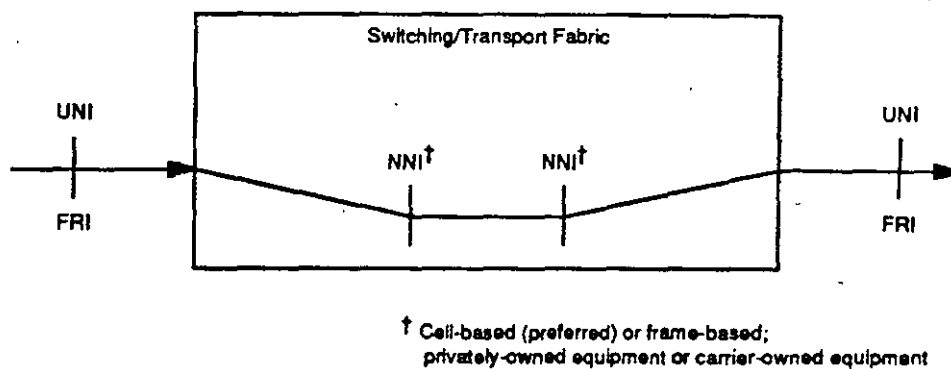 Switching/Transport Fabric
UNI
UNI
NNI†
NNI†
FRI
FRI
† Cell-based (preferred) or frame-based;
privately-owned equipment or carrier-owned equipment